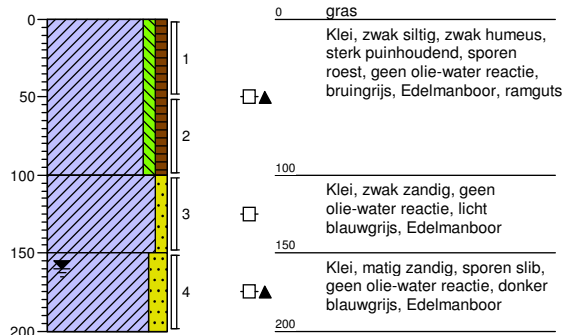 0
50
100
150
200
1
2
3
4
0 gras
Klei, zwak siltig, zwak humeus,
sterk puinhoudend, sporen
roest, geen olie-water reactie,
bruingrijs, Edelmanboor, ramguts
100
Klei, zwak zandig, geen
olie-water reactie, licht
blauwgrijs, Edelmanboor
150
Klei, matig zandig, sporen slib,
geen olie-water reactie, donker
blauwgrijs, Edelmanboor
200